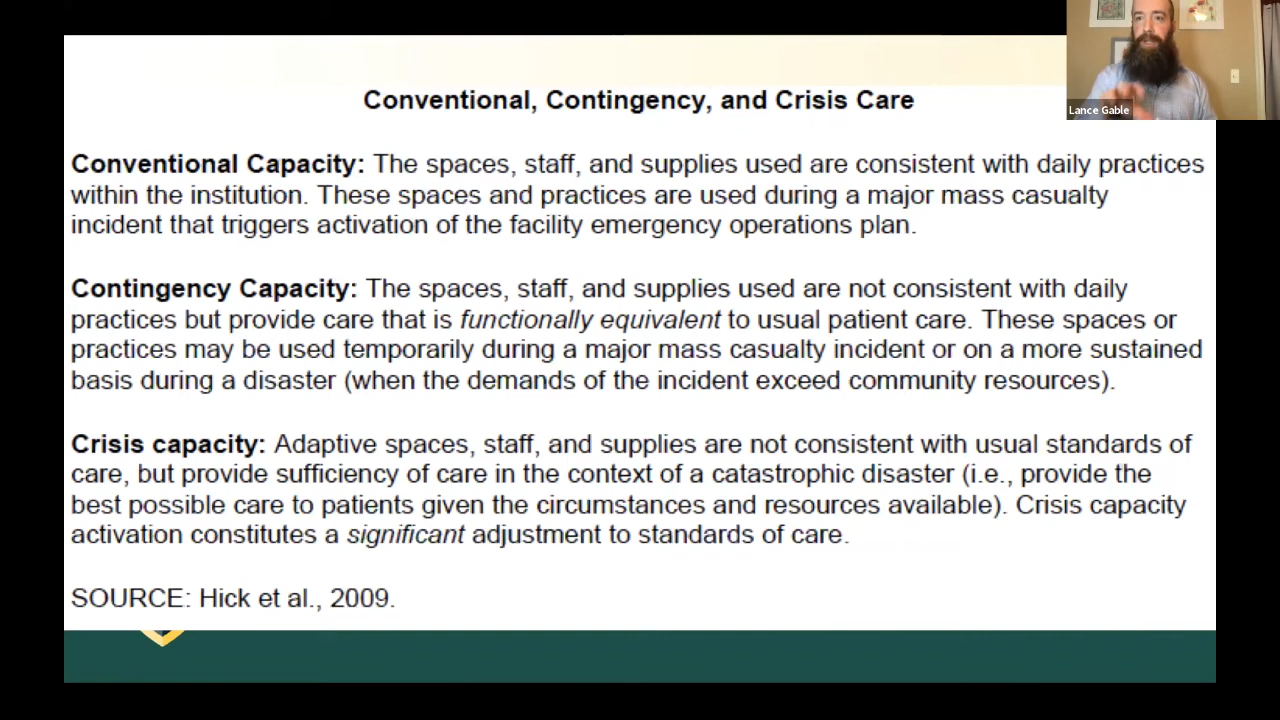 Lance Gable
Conventional, Contingency, and Crisis Care
Conventional Capacity: The spaces, staff, and supplies used are consistent with daily practices
within the institution. These spaces and practices are used during a major mass casualty
incident that triggers activation of the facility emergency operations plan.
Contingency Capacity: The spaces, staff, and supplies used are not consistent with daily
practices but provide care that is functionally equivalent to usual patient care. These spaces or
practices may be used temporarily during a major mass casualty incident or on a more sustained
basis during a disaster (when the demands of the incident exceed community resources).
Crisis capacity: Adaptive spaces, staff, and supplies are not consistent with usual standards of
care, but provide sufficiency of care in the context of a catastrophic disaster (i.e., provide the
best possible care to patients given the circumstances and resources available). Crisis capacity
activation constitutes a significant adjustment to standards of care.
SOURCE: Hick et al., 2009.